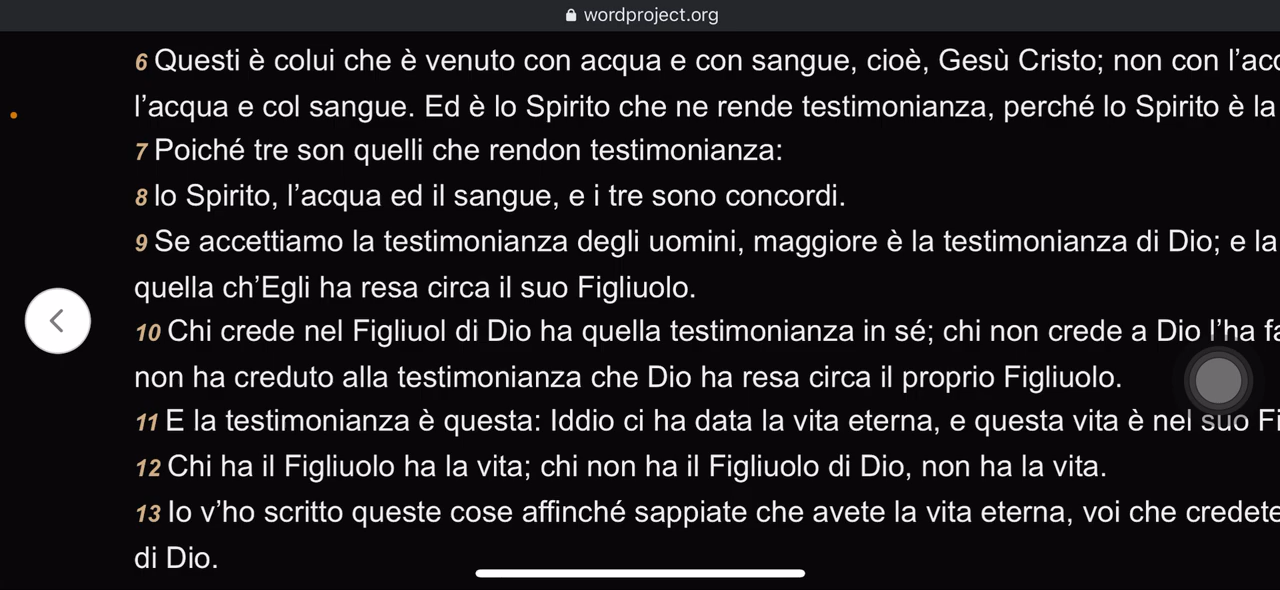 wordproject.org
6 Questi è colui che è venuto con acqua e con sangue, cioè, Gesù Cristo; non con l’acq
l’acqua e col sangue. Ed è lo Spirito che ne rende testimonianza, perché lo Spirito è la
7 Poiché tre son quelli che rendon testimonianza:
8 lo Spirito, l’acqua ed il sangue, e i tre sono concordi.
9 Se accettiamo la testimonianza degli uomini, maggiore è la testimonianza di Dio; e la
quella ch’Egli ha resa circa il suo Figliuolo.
10 Chi crede nel Figliuol di Dio ha quella testimonianza in sé; chi non crede a Dio l’ha fa
non ha creduto alla testimonianza che Dio ha resa circa il proprio Figliuolo.
11 E la testimonianza è questa: Iddio ci ha data la vita eterna, e questa vita è nel suo Fi
12 Chi ha il Figliuolo ha la vita; chi non ha il Figliuolo di Dio, non ha la vita.
13 Io v’ho scritto queste cose affinché sappiate che avete la vita eterna, voi che credete
di Dio.